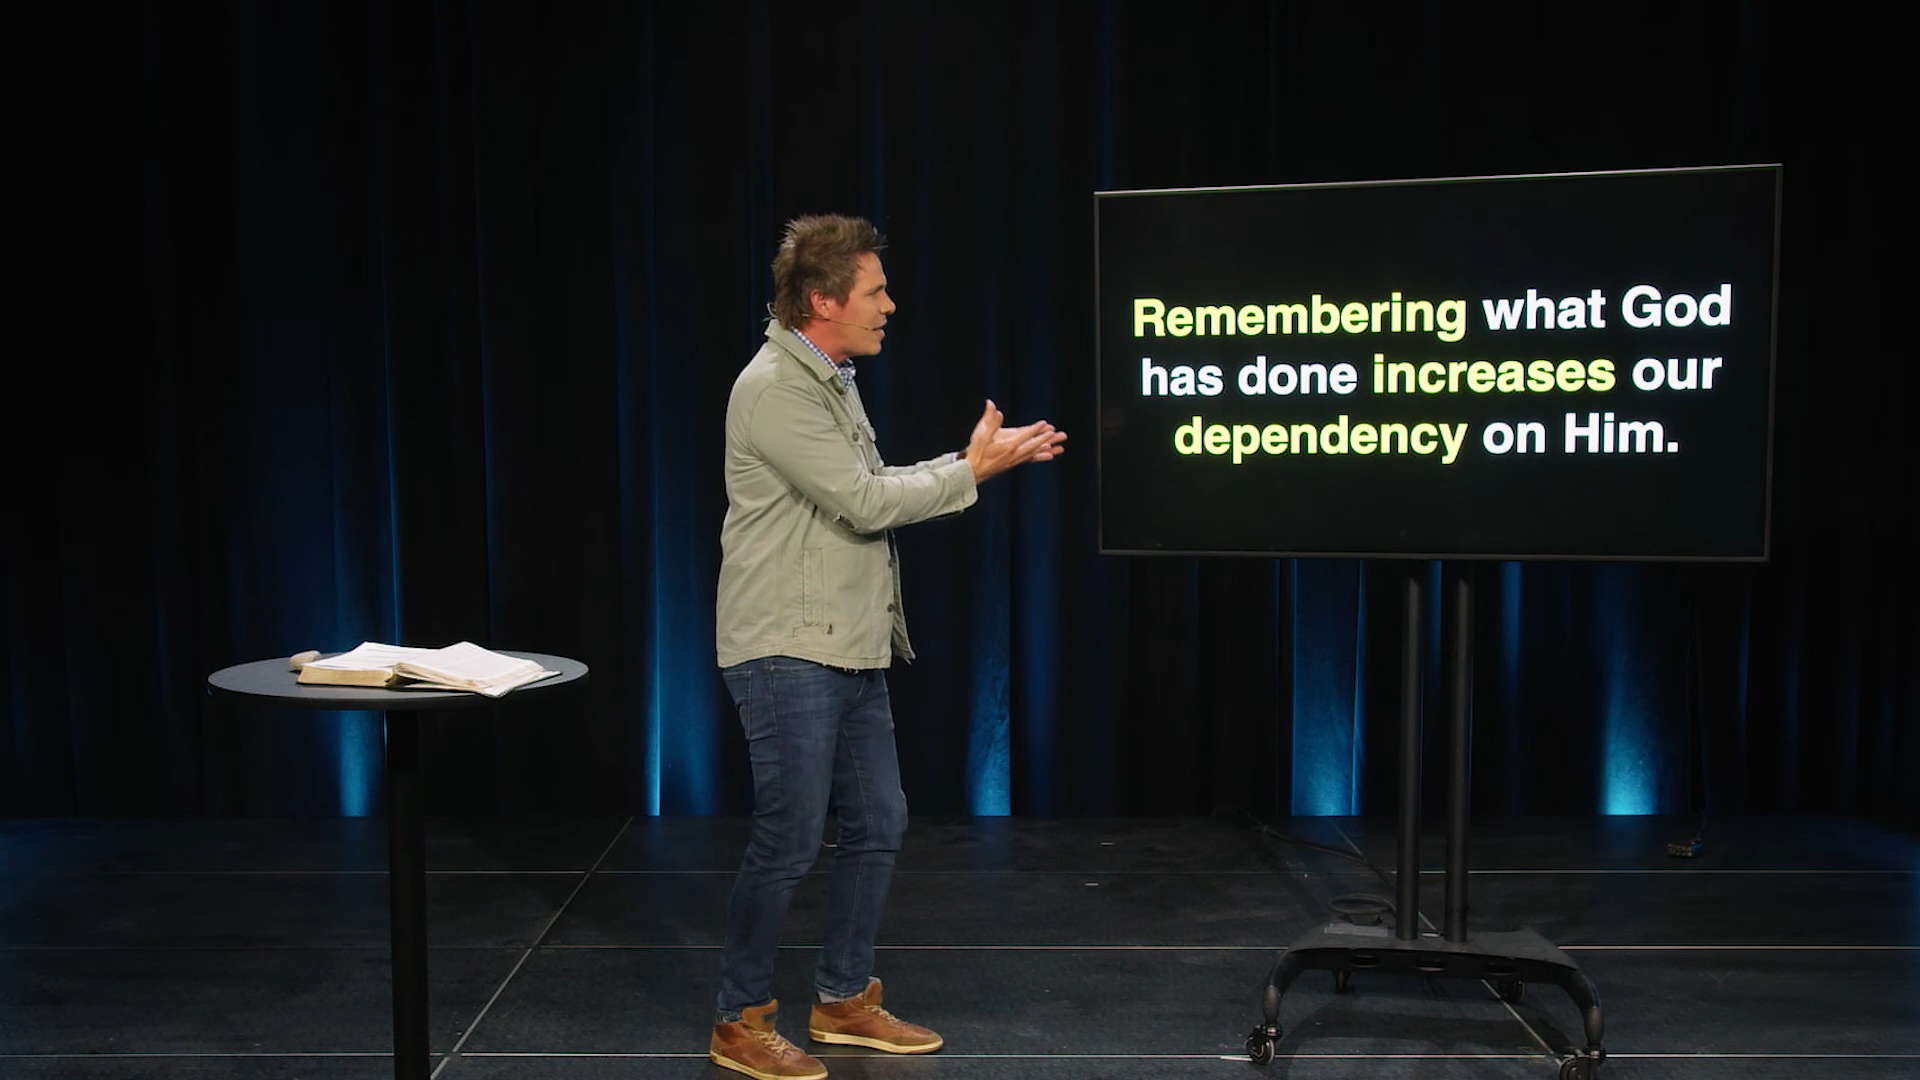 Remembering what God
has done increases our
dependency on Him.